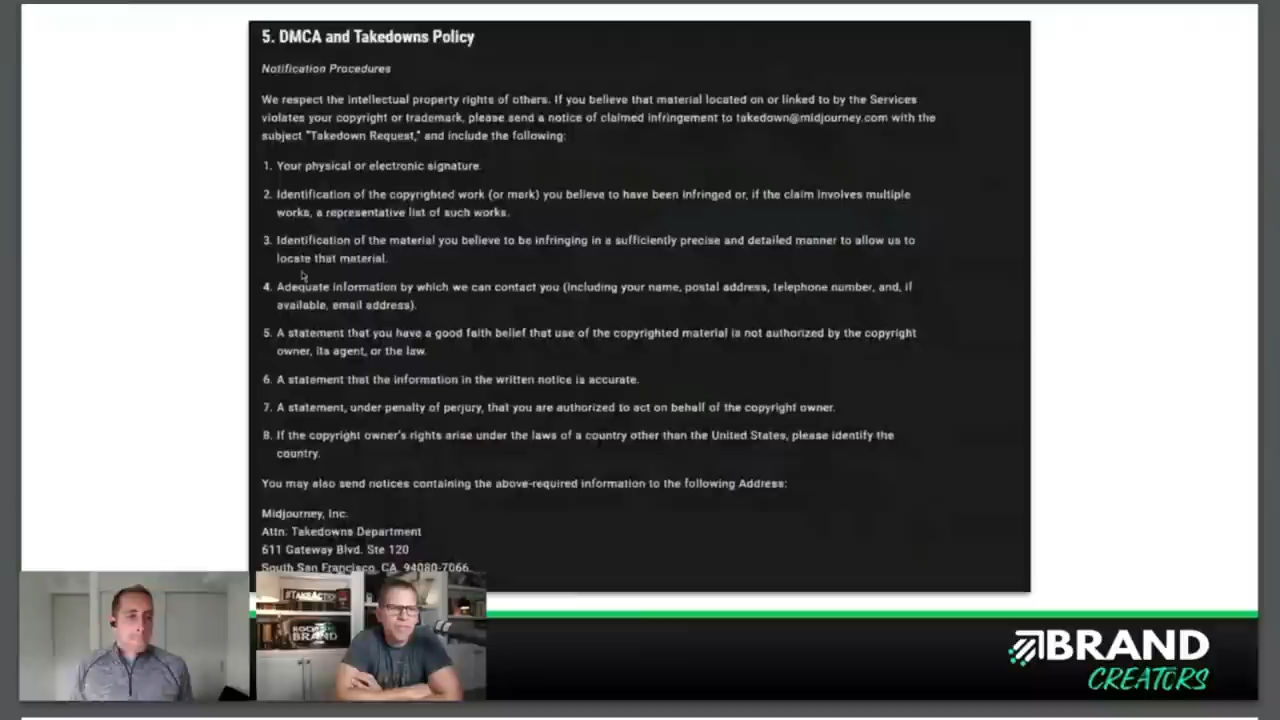 5. DMCA and Takedowns Policy
Notification Procedures
We respect the intellectual property rights of others. If you believe that material located on or linked to by the Services
violates your copyright or trademark, please send a notice of claimed infringement to takedown@midjourney.com with the
subject "Takedown Request," and include the following:
1. Your physical or electronic signature.
2. Identification of the copyrighted work (or mark) you believe to have been infringed or, if the claim involves multiple
works, a representative list of such works.
3. Identification of the material you believe to be infringing in a sufficiently precise and detailed manner to allow us to
locate that material.
4. Adequate information by which we can contact you (including your name, postal address, telephone number, and, if
available, email address).
5. A statement that you have a good faith belief that use of the copyrighted material is not authorized by the copyright
owner, its agent, or the law.
6. A statement that the information in the written notice is accurate.
7. A statement, under penalty of perjury, that you are authorized to act on behalf of the copyright owner.
8. If the copyright owner's rights arise under the laws of a country other than the United States, please identify the
country.
You may also send notices containing the above-required information to the following Address:
Midjourney, Inc.
Attn. Takedowns Department
611 Gateway Blvd. Ste 120
South San Francisco, CA, 94080-7066
#TAKEACTION
BRAND
BRAND
CREATORS